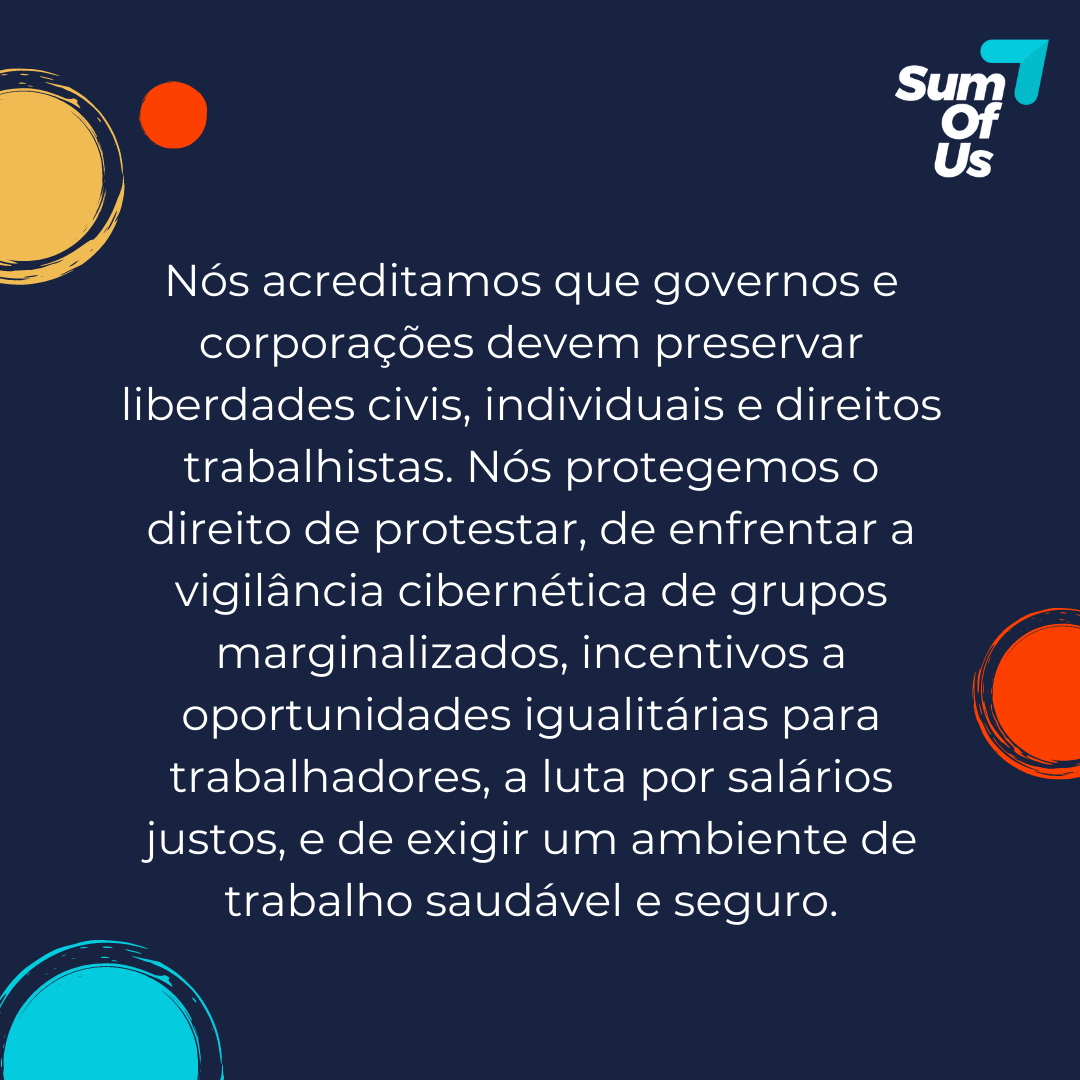 Sum
Of
Us
Nós acreditamos que governos e
corporações devem preservar
liberdades civis, individuais e direitos
trabalhistas. Nós protegemos o
direito de protestar, de enfrentar a
vigilância cibernética de grupos
marginalizados, incentivos a
oportunidades igualitárias para
trabalhadores, a luta por salários
justos, e de exigir um ambiente de
trabalho saudável e seguro.